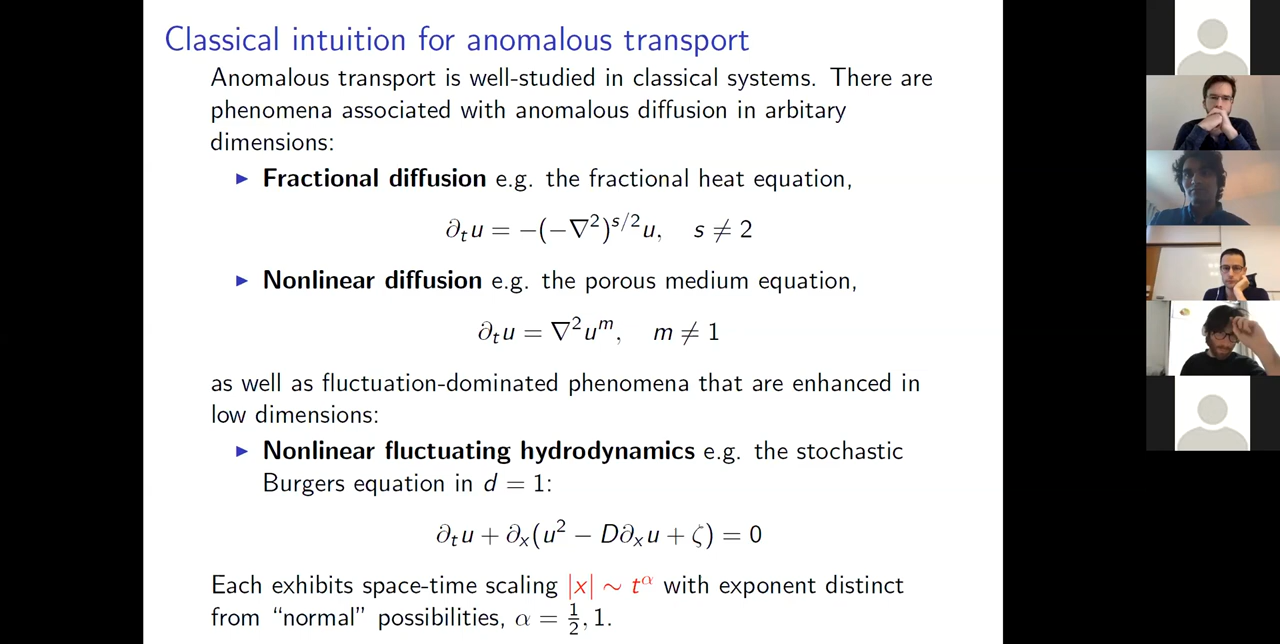 Classical intuition for anomalous transport
Anomalous transport is well-studied in classical systems. There are
phenomena associated with anomalous diffusion in arbitary
dimensions:
▶ Fractional diffusion e.g. the fractional heat equation,
∂ₜu = −(−∇²)^{s/2}u, s ≠ 2
▶ Nonlinear diffusion e.g. the porous medium equation,
∂ₜu = ∇²uᵐ, m ≠ 1
as well as fluctuation-dominated phenomena that are enhanced in
low dimensions:
▶ Nonlinear fluctuating hydrodynamics e.g. the stochastic
Burgers equation in d = 1:
∂ₜu + ∂ₓ(u² − D∂ₓu + ζ) = 0
Each exhibits space-time scaling |x| ∼ t^α with exponent distinct
from “normal” possibilities, α = 1/2, 1.